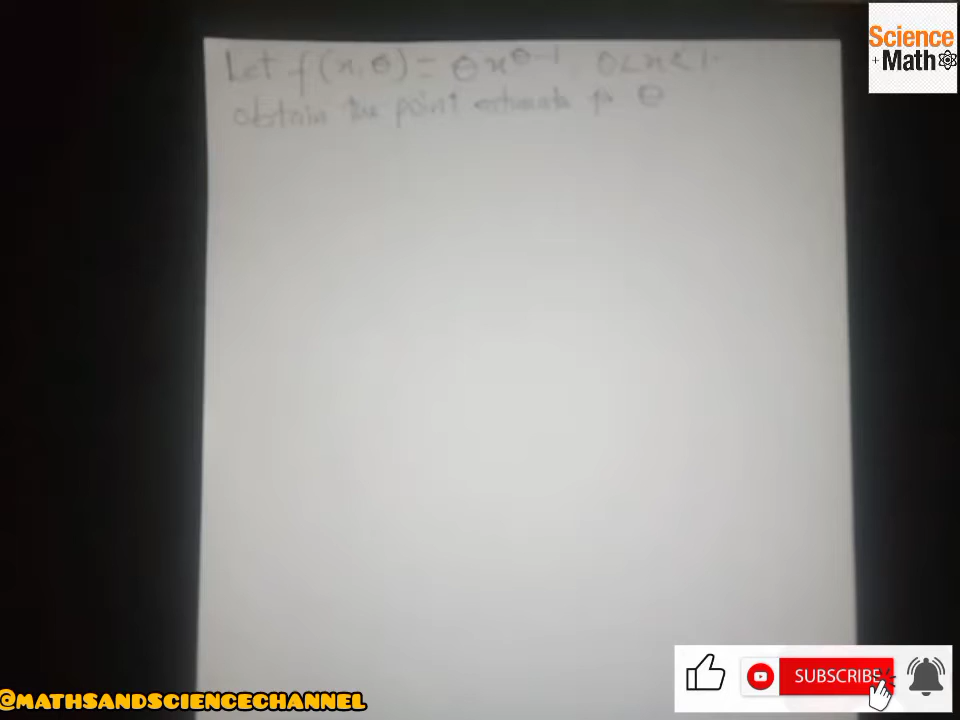 Science
+Math
Let f(x, θ) = θx^θ-1, 0<x<1.
obtain the point estimate for θ
SUBSCRIBE
@MATHSANDSCIENCECHANNEL